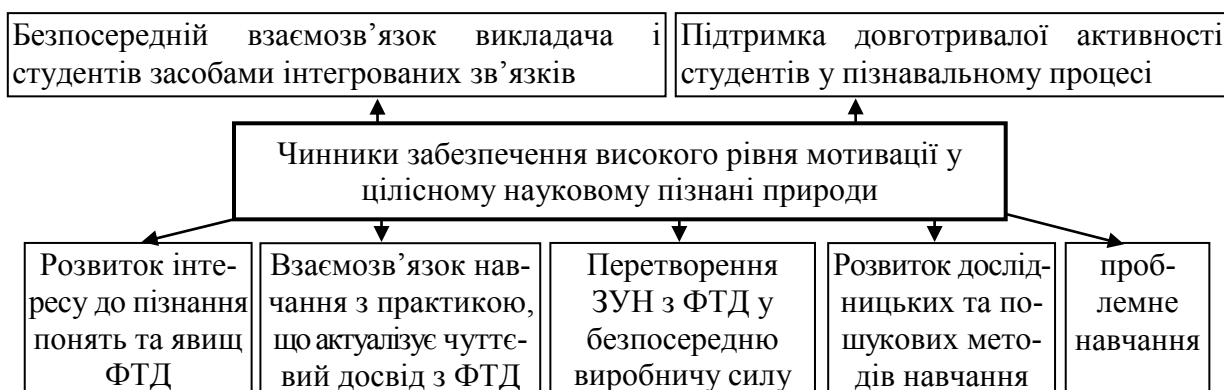 Безпосередній взаємозв’язок викладача і
студентів засобами інтегрованих зв’язків
Підтримка довготривалої активності
студентів у пізнавальному процесі
Чинники забезпечення високого рівня мотивації у
цілісному науковому пізнані природи
Розвиток інте-
ресу до пізнання
понять та явищ
ФТД
Взаємозв’язок нав-
чання з практикою,
що актуалізує чуттє-
вий досвід з ФТД
Перетворення
ЗУН з ФТД у
безпосередню
виробничу силу
Розвиток дослід-
ницьких та по-
шукових мето-
дів навчання
проб-
лемне
навчання